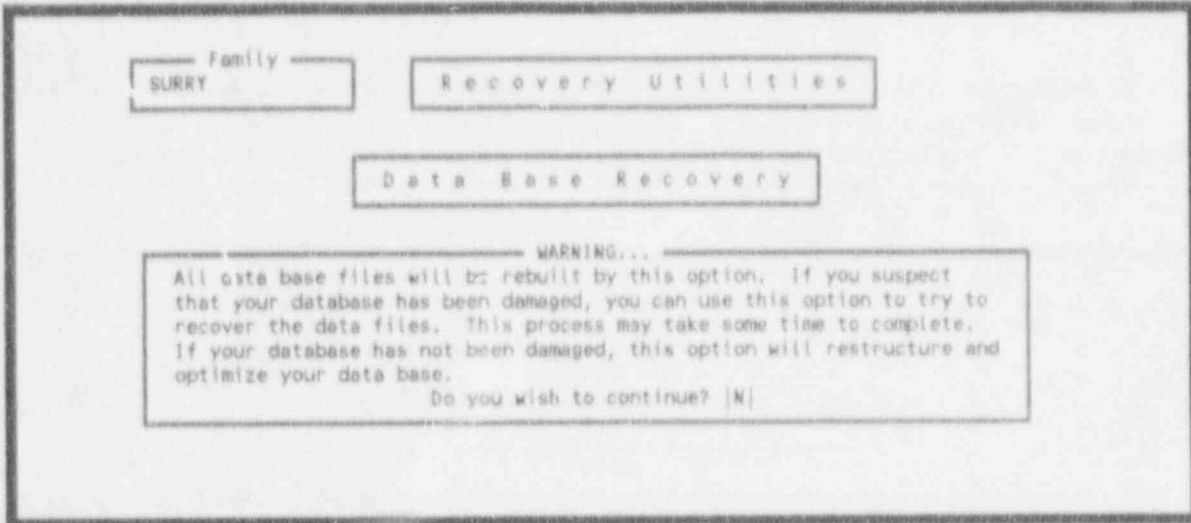 Family
SURRY
Recovery Utilities
Data Base Recovery
WARNING...
All data base files will be rebuilt by this option. If you suspect
that your database has been damaged, you can use this option to try to
recover the data files. This process may take some time to complete.
If your database has not been damaged, this option will restructure and
optimize your data base.
Do you wish to continue? |N|